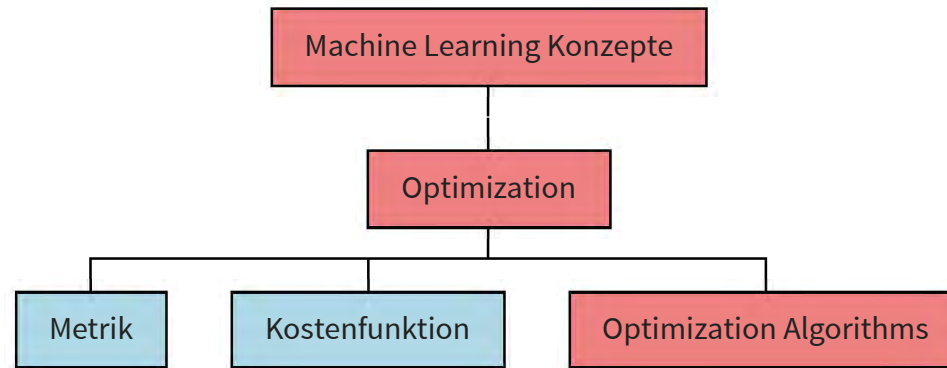 Machine Learning Konzepte
Optimization
Metrik
Kostenfunktion
Optimization Algorithms